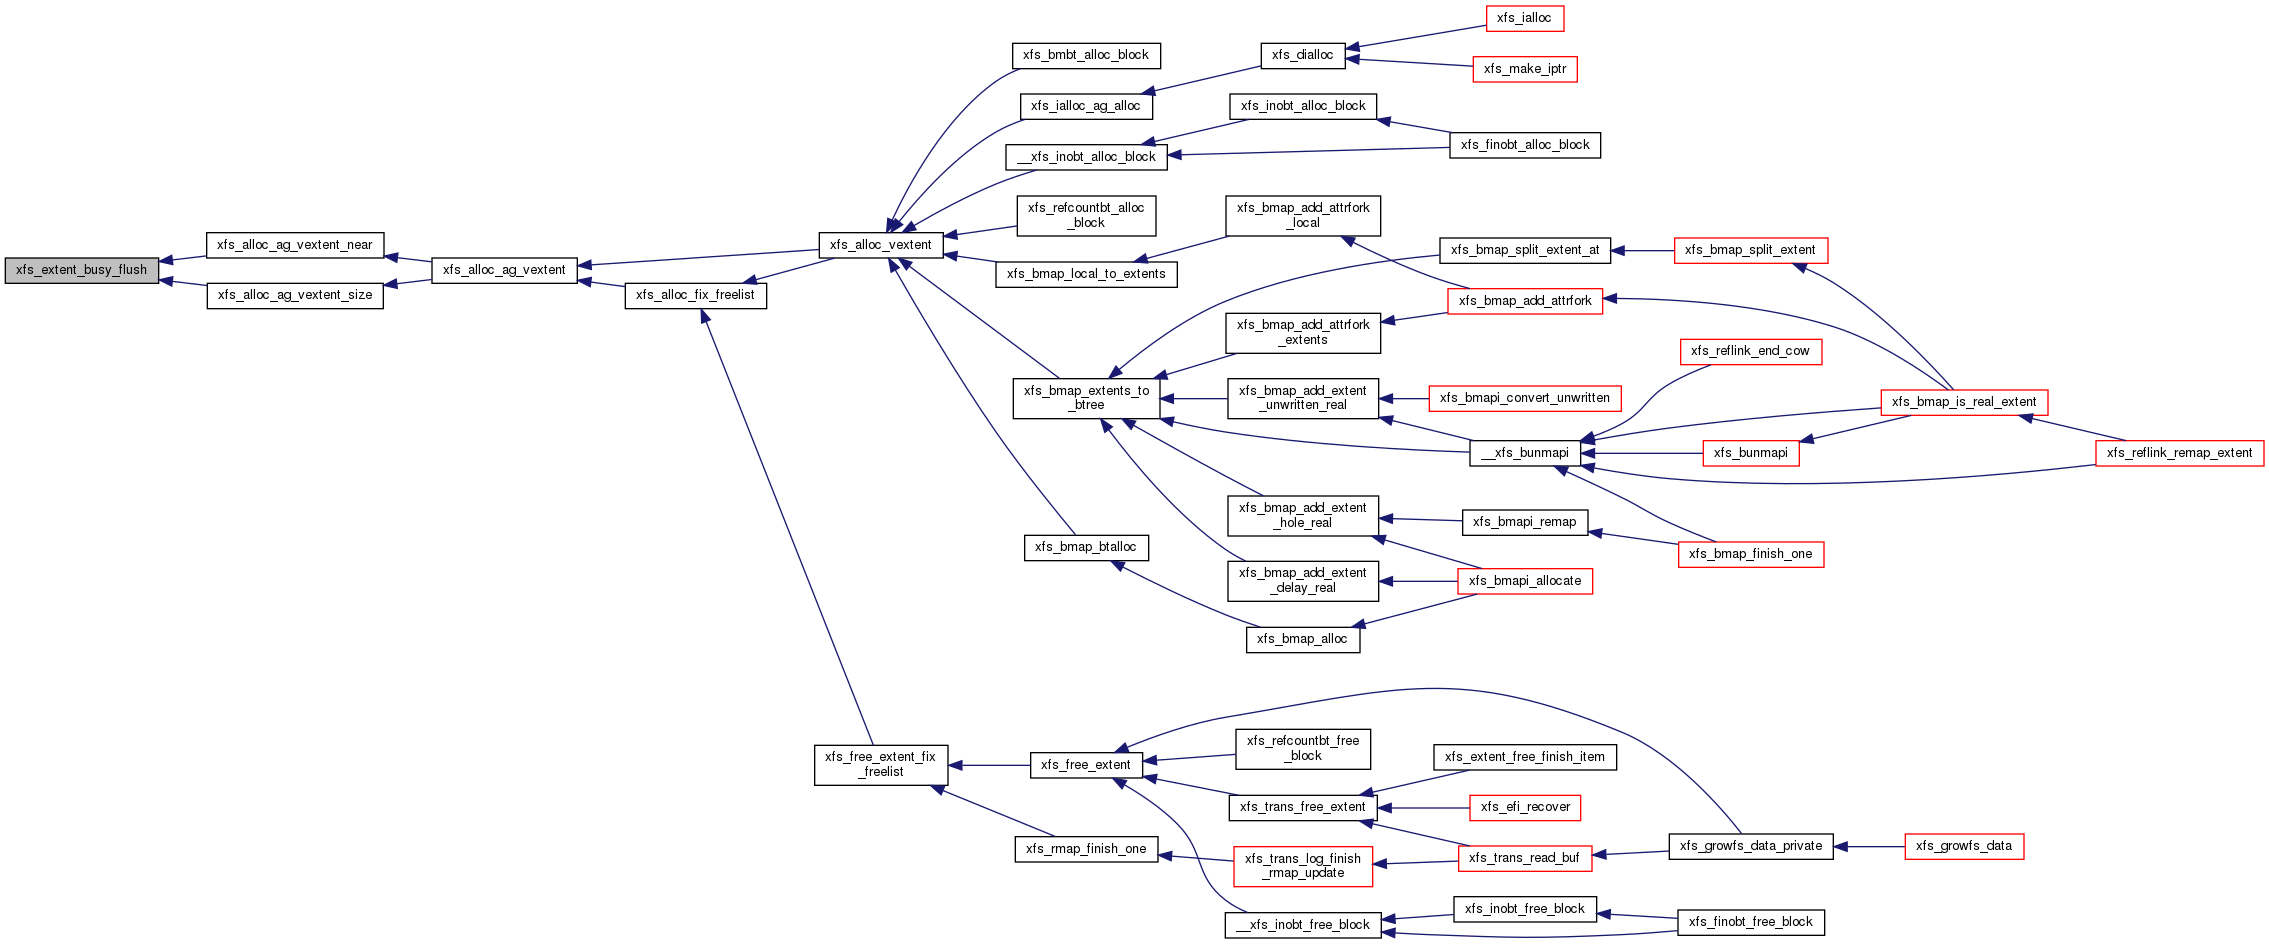 xfs_ialloc
xfs_bmbt_alloc_block
xfs_dialloc
xfs_make_iptr
xfs_ialloc_ag_alloc
xfs_inobt_alloc_block
xfs_finobt_alloc_block
__xfs_inobt_alloc_block
xfs_refcountbt_alloc
_block
xfs_bmap_add_attrfork
_local
xfs_alloc_ag_vextent_near
xfs_alloc_vextent
xfs_bmap_split_extent_at
xfs_bmap_split_extent
xfs_extent_busy_flush
xfs_alloc_ag_vextent
xfs_bmap_local_to_extents
xfs_alloc_ag_vextent_size
xfs_alloc_fix_freelist
xfs_bmap_add_attrfork
xfs_bmap_add_attrfork
_extents
xfs_reflink_end_cow
xfs_bmap_extents_to
_btree
xfs_bmap_add_extent
_unwritten_real
xfs_bmapi_convert_unwritten
xfs_bmap_is_real_extent
__xfs_bunmapi
xfs_bunmapi
xfs_reflink_remap_extent
xfs_bmap_add_extent
_hole_real
xfs_bmapi_remap
xfs_bmap_btalloc
xfs_bmap_finish_one
xfs_bmap_add_extent
_delay_real
xfs_bmapi_allocate
xfs_bmap_alloc
xfs_free_extent_fix
_freelist
xfs_free_extent
xfs_refcountbt_free
_block
xfs_extent_free_finish_item
xfs_trans_free_extent
xfs_efi_recover
xfs_rmap_finish_one
xfs_trans_log_finish
_rmap_update
xfs_trans_read_buf
xfs_growfs_data_private
xfs_growfs_data
__xfs_inobt_free_block
xfs_inobt_free_block
xfs_finobt_free_block